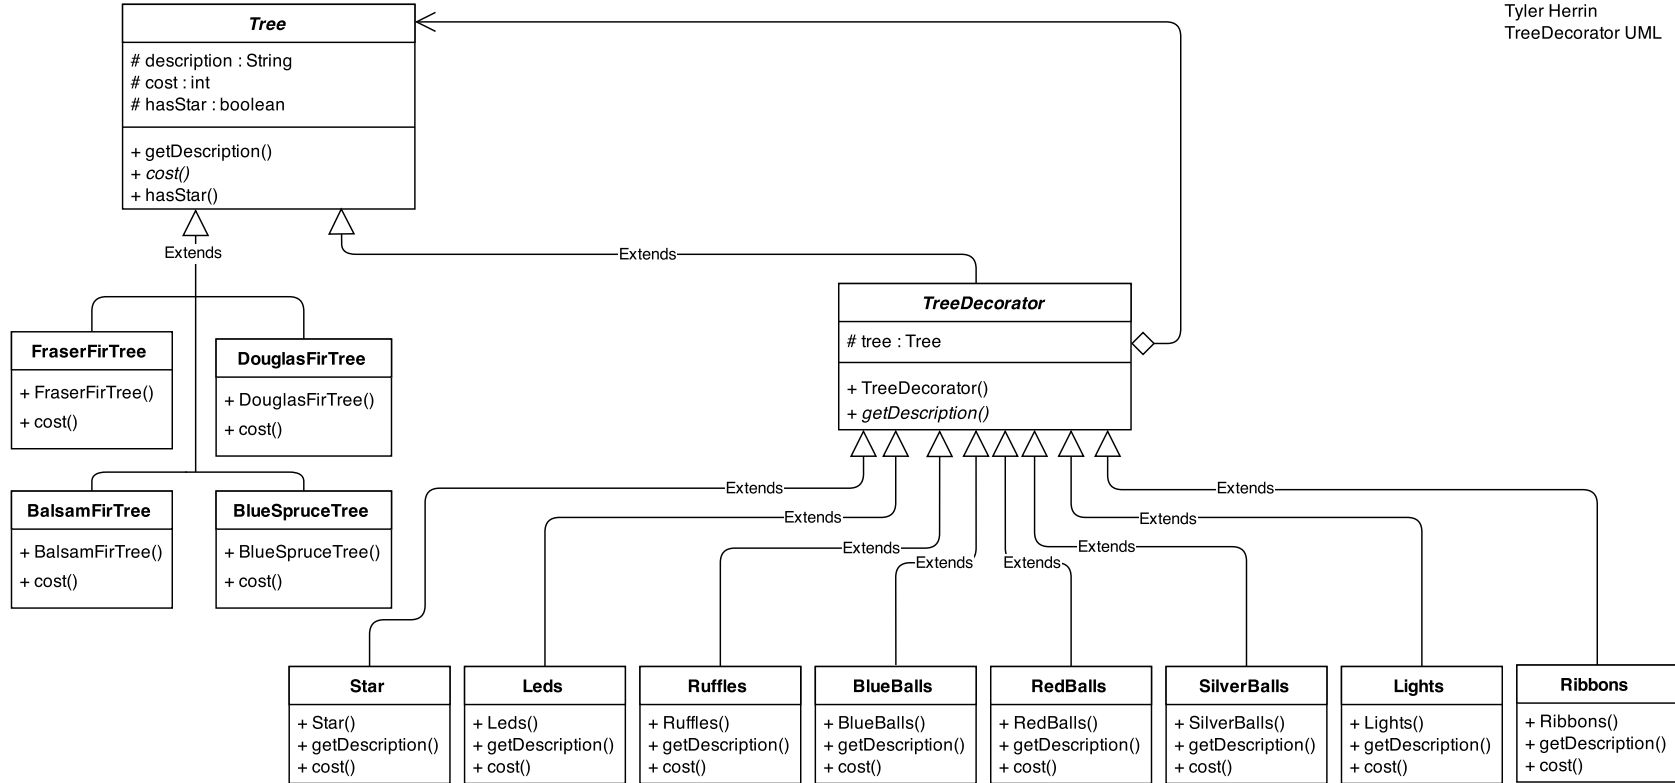 Tyler Herrin
TreeDecorator UML
Tree
# description : String
# cost : int
# hasStar : boolean
+ getDescription()
+ cost()
+ hasStar()
Extends
Extends
TreeDecorator
# tree : Tree
+ TreeDecorator()
+ getDescription()
FraserFirTree
+ FraserFirTree()
+ cost()
DouglasFirTree
+ DouglasFirTree()
+ cost()
BalsamFirTree
+ BalsamFirTree()
+ cost()
BlueSpruceTree
+ BlueSpruceTree()
+ cost()
Extends
Extends
Extends
Extends
Extends
Extends
Extends
Extends
Star
+ Star()
+ getDescription()
+ cost()
Leds
+ Leds()
+ getDescription()
+ cost()
Ruffles
+ Ruffles()
+ getDescription()
+ cost()
BlueBalls
+ BlueBalls()
+ getDescription()
+ cost()
RedBalls
+ RedBalls()
+ getDescription()
+ cost()
SilverBalls
+ SilverBalls()
+ getDescription()
+ cost()
Lights
+ Lights()
+ getDescription()
+ cost()
Ribbons
+ Ribbons()
+ getDescription()
+ cost()